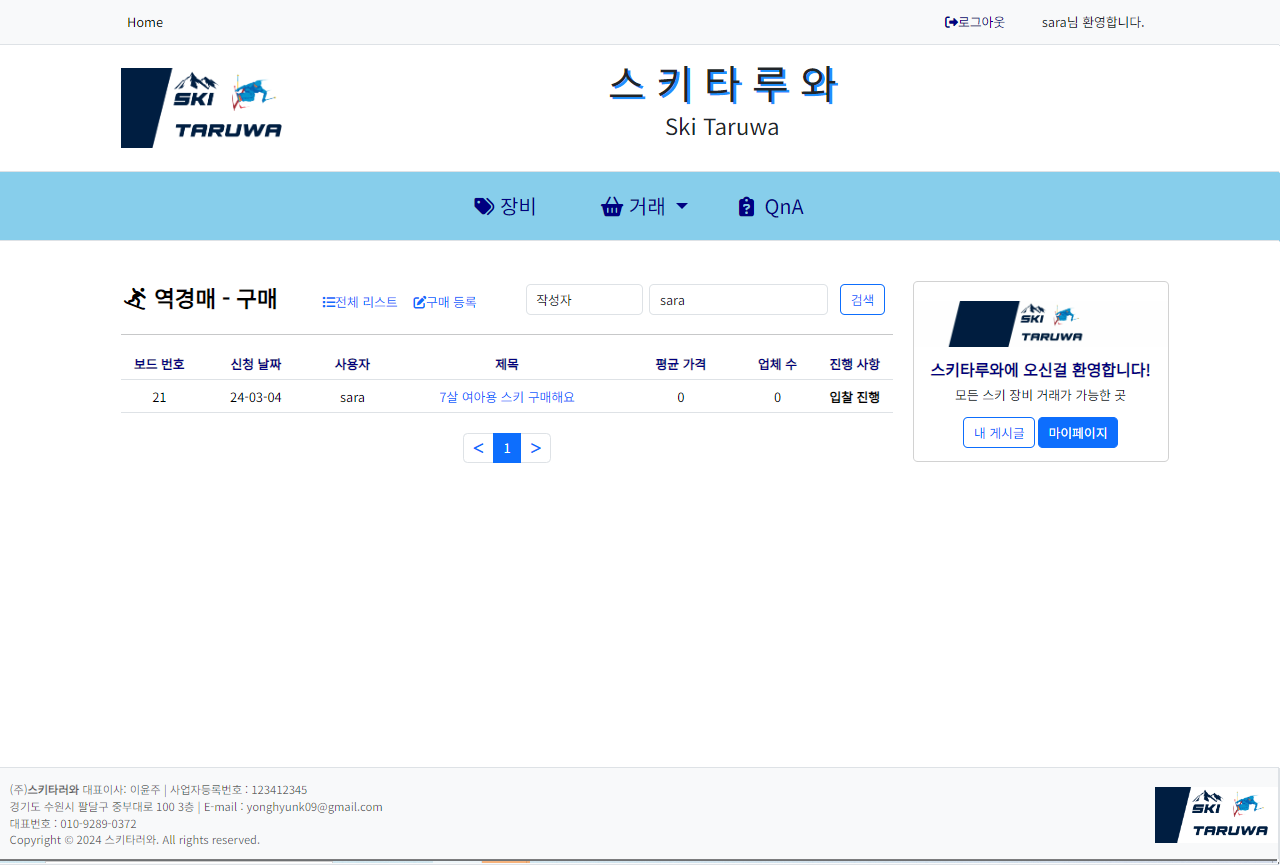 Home 로그아웃 sara님 환영합니다.
SKI
TARUWA
스 키 타 루 와
Ski Taruwa
장비 거래 QnA
역경매 - 구매 전체 리스트 구매 등록 작성자 sara 검색
보드 번호 신청 날짜 사용자 제목 평균 가격 업체 수 진행 사항
21 24-03-04 sara 7살 여아용 스키 구매해요 0 0 입찰 진행
< 1 >
SKI
TARUWA
스키타루와에 오신걸 환영합니다!
모든 스키 장비 거래가 가능한 곳
내 게시글 마이페이지
(주)스키타러와 대표이사: 이윤주 | 사업자등록번호 : 123412345
경기도 수원시 팔달구 중부대로 100 3층 | E-mail : yonghyunk09@gmail.com
대표번호 : 010-9289-0372
Copyright © 2024 스키타러와. All rights reserved.
SKI
TARUWA